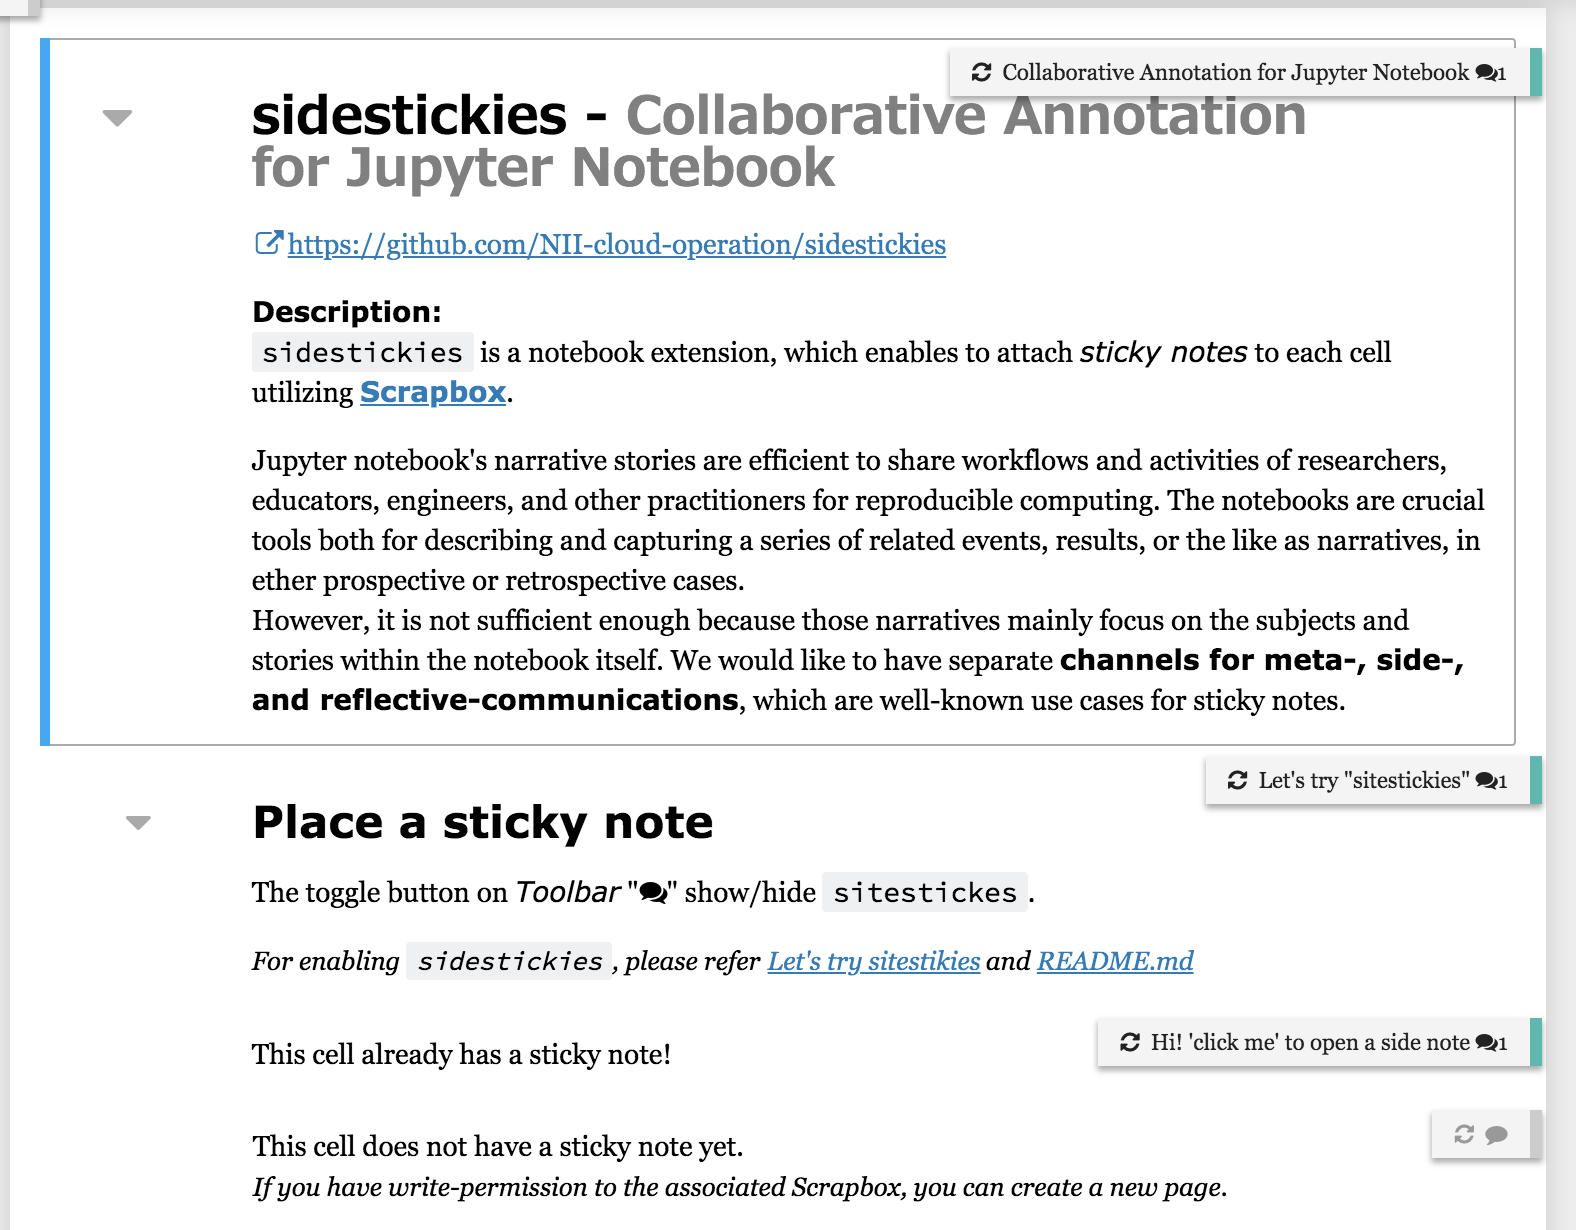 Collaborative Annotation for Jupyter Notebook 1
sidestickies - Collaborative Annotation
for Jupyter Notebook
https://github.com/NII-cloud-operation/sidestickies
Description:
sidestickies is a notebook extension, which enables to attach sticky notes to each cell
utilizing Scrapbox.
Jupyter notebook's narrative stories are efficient to share workflows and activities of researchers,
educators, engineers, and other practitioners for reproducible computing. The notebooks are crucial
tools both for describing and capturing a series of related events, results, or the like as narratives, in
ether prospective or retrospective cases.
However, it is not sufficient enough because those narratives mainly focus on the subjects and
stories within the notebook itself. We would like to have separate channels for meta-, side-,
and reflective-communications, which are well-known use cases for sticky notes.
Let's try "sitestickies" 1
Place a sticky note
The toggle button on Toolbar "" show/hide sitestickes.
For enabling sidestickies, please refer Let's try sitestikies and README.md
Hi! 'click me' to open a side note 1
This cell already has a sticky note!
This cell does not have a sticky note yet.
If you have write-permission to the associated Scrapbox, you can create a new page.